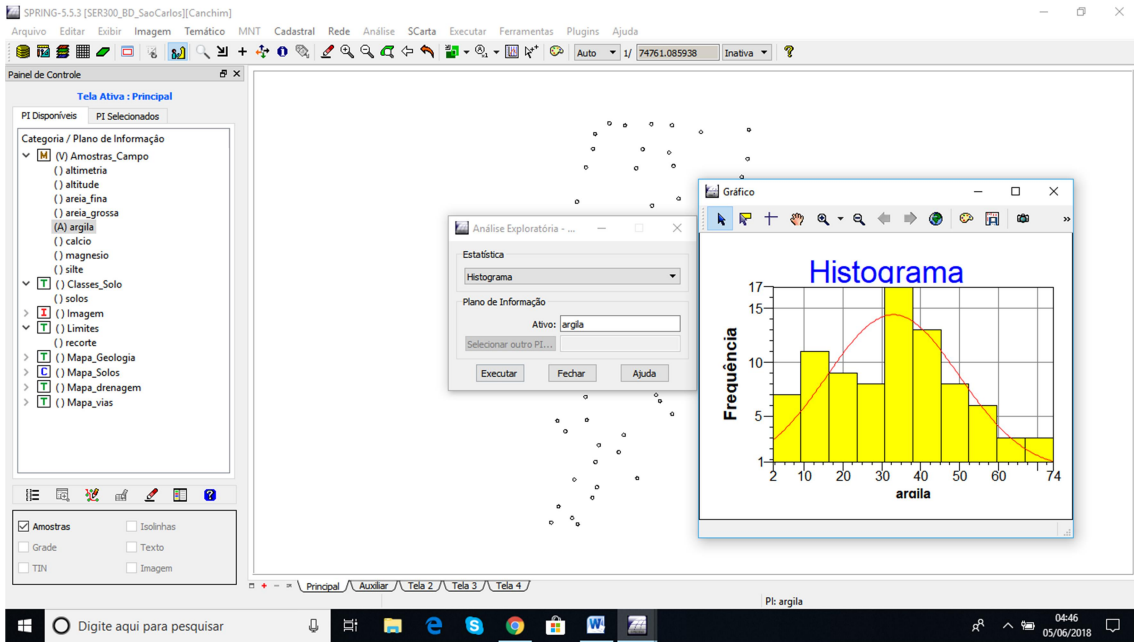 SPRING-5.5.3 [SER300_BD_SaoCarlos][Canchim]
Arquivo Editar Exibir Imagem Temático MNT Cadastral Rede Análise SCarta Executar Ferramentas Plugins Ajuda
Auto 1/ 74761.085938 Inativa
Painel de Controle
Tela Ativa : Principal
PI Disponíveis PI Selecionados
Categoria / Plano de Informação
M (V) Amostras_Campo
() altimetria
() altitude
() areia_fina
() areia_grossa
(A) argila
() calcio
() magnesio
() silte
T () Classes_Solo
() solos
I () Imagem
T () Limites
() recorte
T () Mapa_Geologia
C () Mapa_Solos
T () Mapa_drenagem
T () Mapa_vias
Amostras Isolinhas
Grade Texto
TIN Imagem
Análise Exploratória - ...
Estatística
Histograma
Plano de Informação
Ativo: argila
Selecionar outro PI...
Executar Fechar Ajuda
Gráfico
»
Histograma
Frequência
17
15
10
5
1
2 10 20 30 40 50 60 74
argila
Principal Auxiliar Tela 2 Tela 3 Tela 4
PI: argila
Digite aqui para pesquisar
04:46
05/06/2018